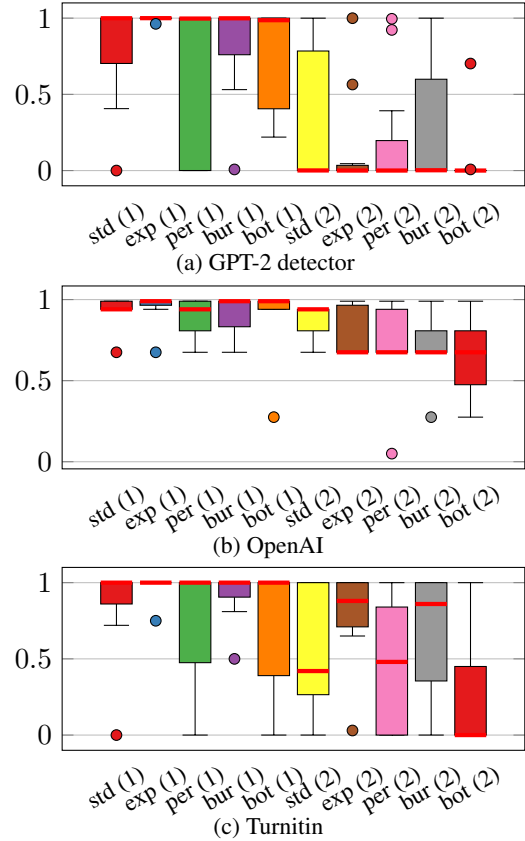 1
0.5
0
std (1) exp (1) per (1) bur (1) bot (1) std (2) exp (2) per (2) bur (2) bot (2)
(a) GPT-2 detector
1
0.5
0
std (1) exp (1) per (1) bur (1) bot (1) std (2) exp (2) per (2) bur (2) bot (2)
(b) OpenAI
1
0.5
0
std (1) exp (1) per (1) bur (1) bot (1) std (2) exp (2) per (2) bur (2) bot (2)
(c) Turnitin